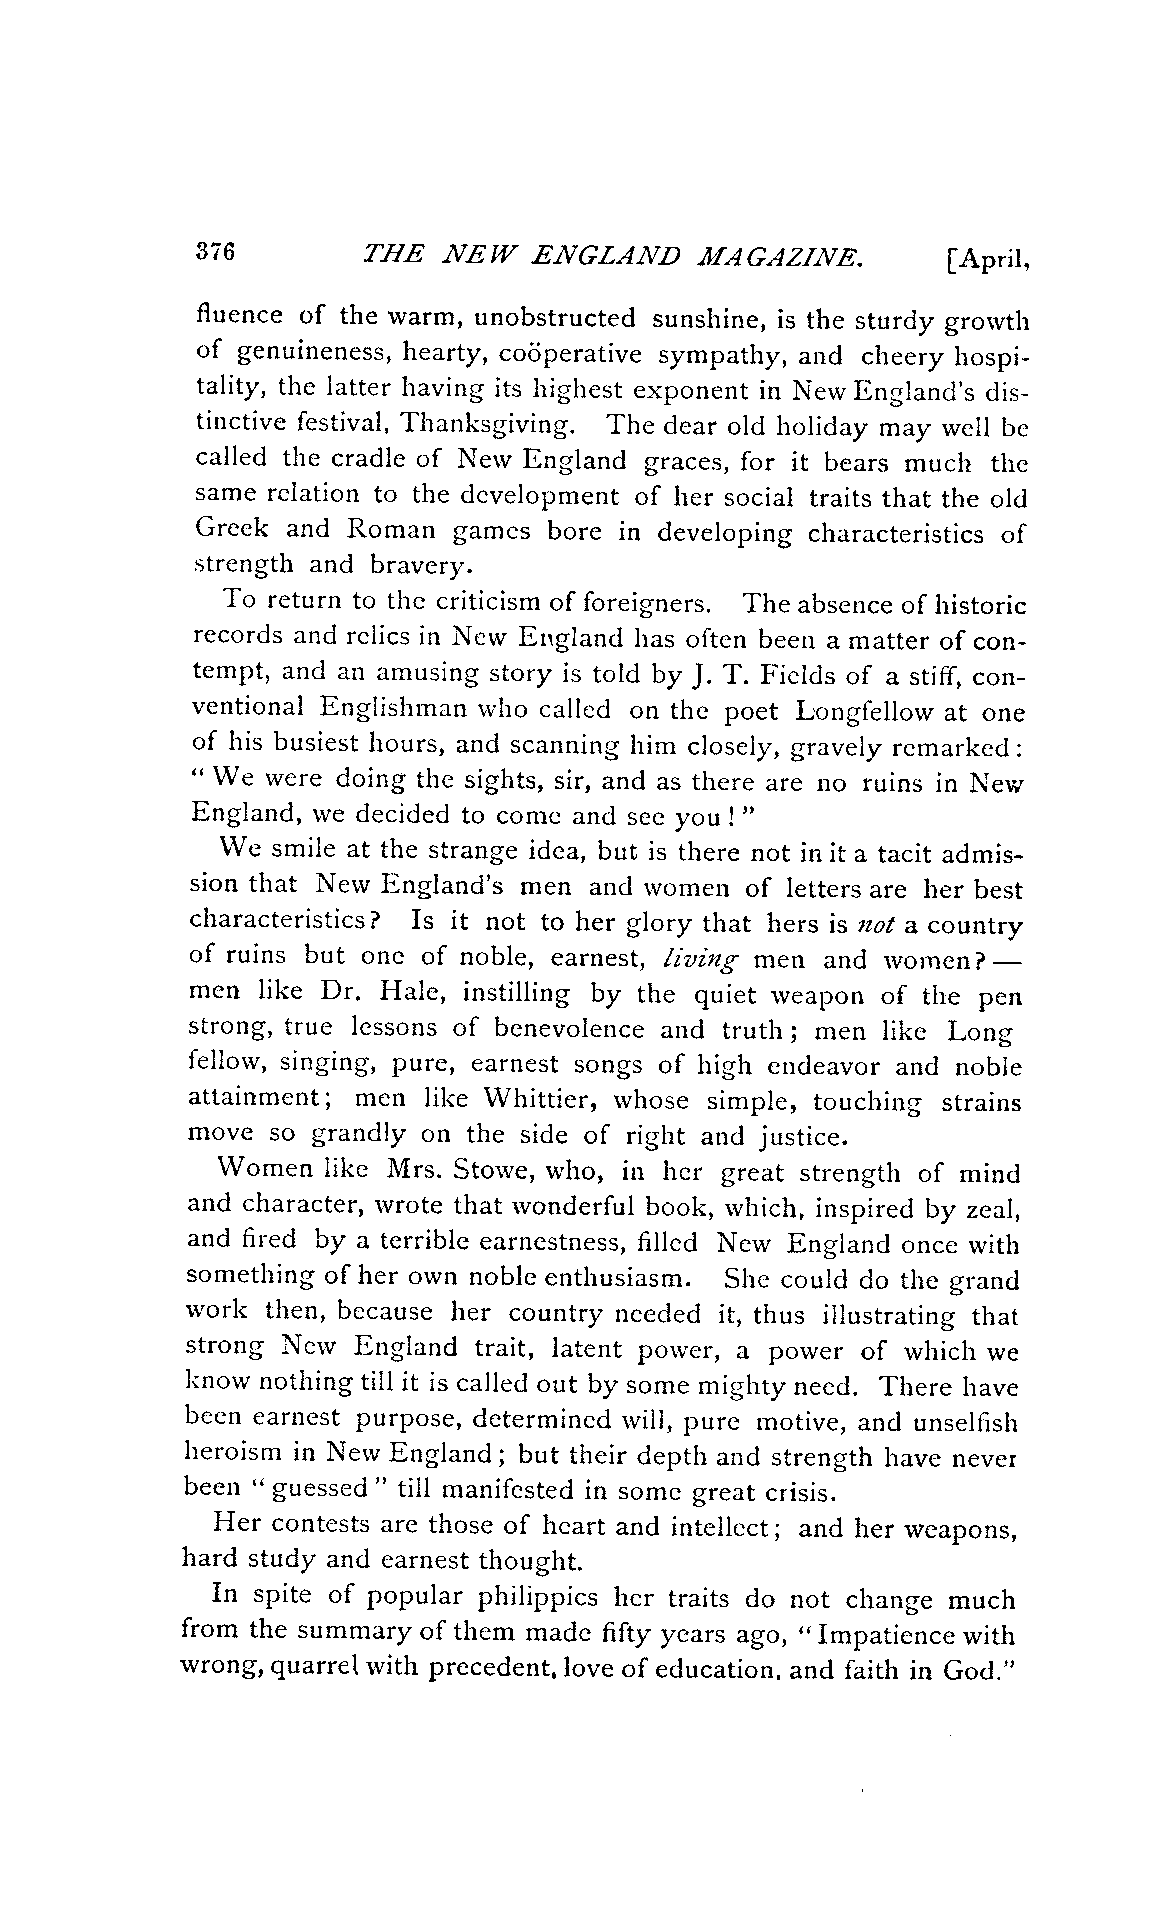 376 THE NEW ENGLAND MAGAZINE. [April,
fluence of the warm, unobstructed sunshine, is the sturdy growth
of genuineness, hearty, coöperative sympathy, and cheery hospi-
tality, the latter having its highest exponent in New England's dis-
tinctive festival, Thanksgiving. The dear old holiday may well be
called the cradle of New England graces, for it bears much the
same relation to the development of her social traits that the old
Greek and Roman games bore in developing characteristics of
strength and bravery.
To return to the criticism of foreigners. The absence of historic
records and relics in New England has often been a matter of con-
tempt, and an amusing story is told by J. T. Fields of a stiff, con-
ventional Englishman who called on the poet Longfellow at one
of his busiest hours, and scanning him closely, gravely remarked:
"We were doing the sights, sir, and as there are no ruins in New
England, we decided to come and see you!"
We smile at the strange idea, but is there not in it a tacit admis-
sion that New England's men and women of letters are her best
characteristics? Is it not to her glory that hers is not a country
of ruins but one of noble, earnest, living men and women?—
men like Dr. Hale, instilling by the quiet weapon of the pen
strong, true lessons of benevolence and truth; men like Long
fellow, singing, pure, earnest songs of high endeavor and noble
attainment; men like Whittier, whose simple, touching strains
move so grandly on the side of right and justice.
Women like Mrs. Stowe, who, in her great strength of mind
and character, wrote that wonderful book, which, inspired by zeal,
and fired by a terrible earnestness, filled New England once with
something of her own noble enthusiasm. She could do the grand
work then, because her country needed it, thus illustrating that
strong New England trait, latent power, a power of which we
know nothing till it is called out by some mighty need. There have
been earnest purpose, determined will, pure motive, and unselfish
heroism in New England; but their depth and strength have never
been "guessed" till manifested in some great crisis.
Her contests are those of heart and intellect; and her weapons,
hard study and earnest thought.
In spite of popular philippics her traits do not change much
from the summary of them made fifty years ago, "Impatience with
wrong, quarrel with precedent, love of education, and faith in God."